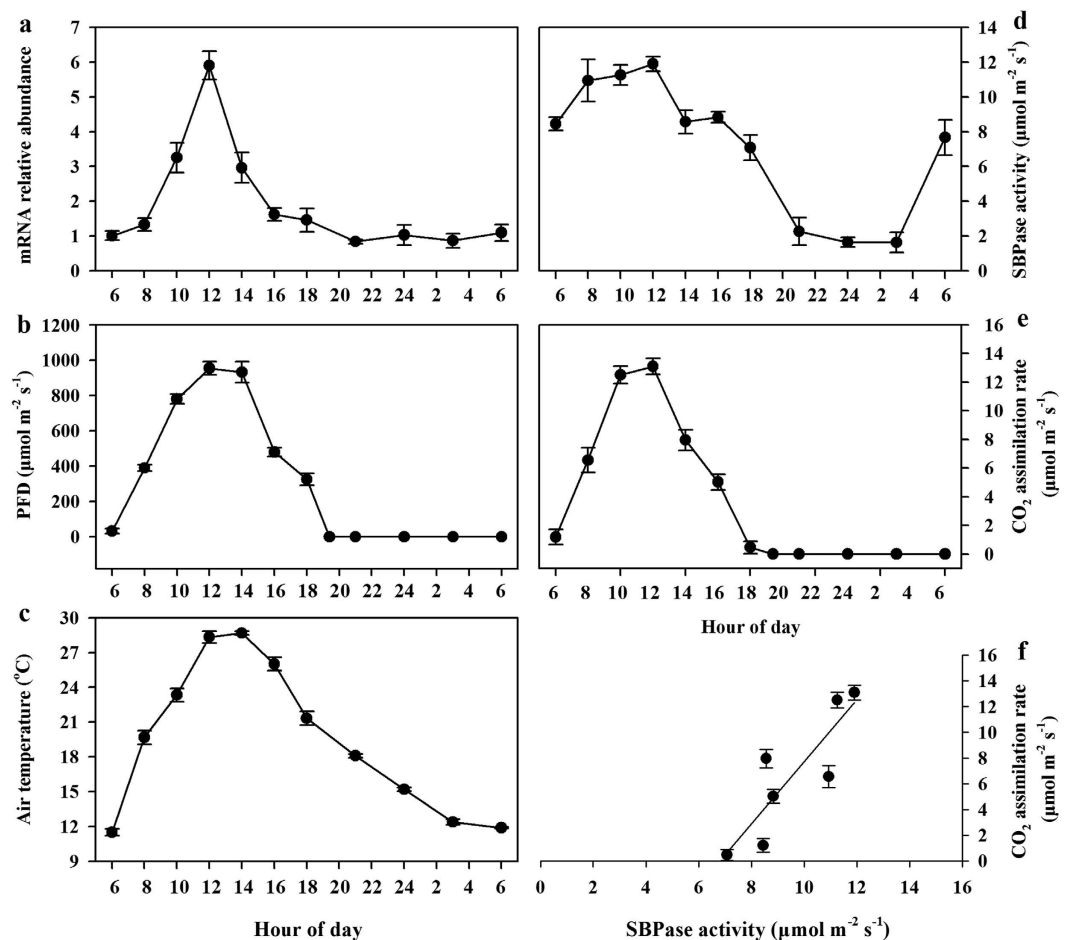 a
mRNA relative abundance
7
6
5
4
3
2
1
0
6 8 10 12 14 16 18 20 22 24 2 4 6
d
SBPase activity (µmol m⁻² s⁻¹)
14
12
10
8
6
4
2
0
6 8 10 12 14 16 18 20 22 24 2 4 6
b
PFD (µmol m⁻² s⁻¹)
1200
1000
800
600
400
200
0
6 8 10 12 14 16 18 20 22 24 2 4 6
e
CO₂ assimilation rate
(µmol m⁻² s⁻¹)
16
14
12
10
8
6
4
2
0
6 8 10 12 14 16 18 20 22 24 2 4 6
Hour of day
c
Air temperature (°C)
30
27
24
21
18
15
12
9
6 8 10 12 14 16 18 20 22 24 2 4 6
Hour of day
f
CO₂ assimilation rate
(µmol m⁻² s⁻¹)
16
14
12
10
8
6
4
2
0
0 2 4 6 8 10 12 14 16
SBPase activity (µmol m⁻² s⁻¹)